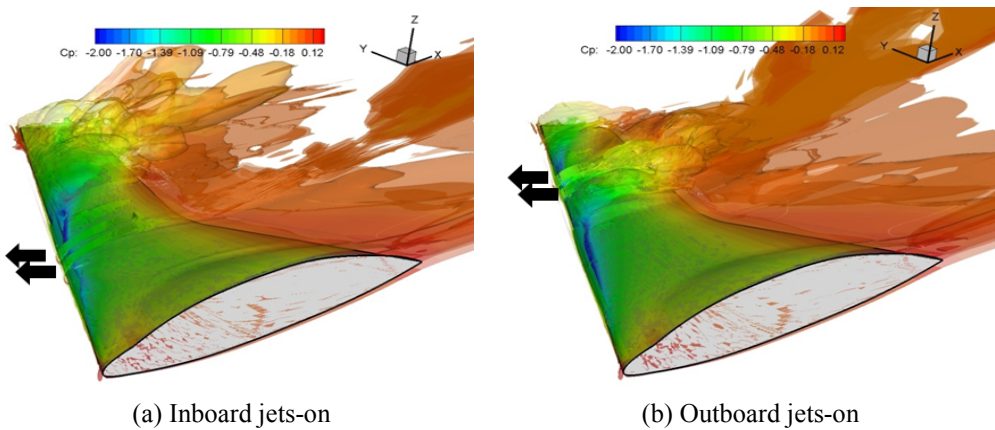 Cp: -2.00 -1.70 -1.39 -1.09 -0.79 -0.48 -0.18 0.12
Z
Y
X
Cp: -2.00 -1.70 -1.39 -1.09 -0.79 -0.48 -0.18 0.12
Z
Y
X
(a) Inboard jets-on
(b) Outboard jets-on